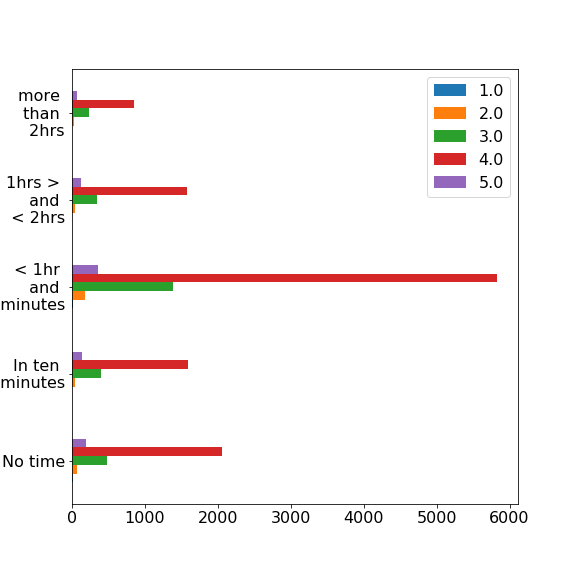 more
than
2hrs
1hrs >
and
< 2hrs
< 1hr
and
minutes
In ten
minutes
No time
0 1000 2000 3000 4000 5000 6000
1.0
2.0
3.0
4.0
5.0